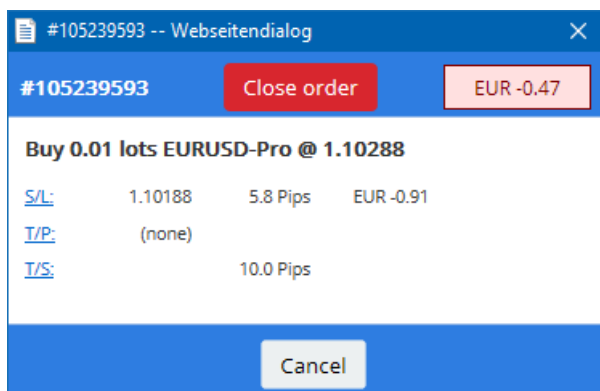 #105239593 -- Webseitendialog
#105239593 Close order EUR -0.47
Buy 0.01 lots EURUSD-Pro @ 1.10288
S/L: 1.10188 5.8 Pips EUR -0.91
T/P: (none)
T/S: 10.0 Pips
Cancel